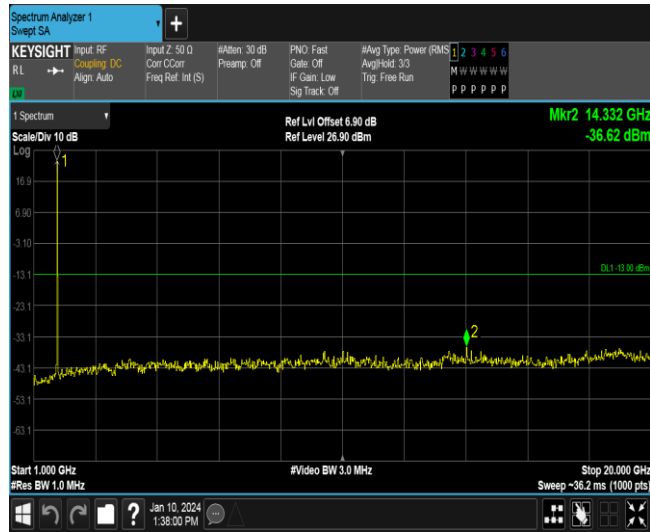 Spectrum Analyzer 1
Swept SA
KEYSIGHT
RL
LXI
Input: RF
Coupling: DC
Align: Auto
Input Z: 50 Ω
Corr CCorr
Freq Ref: Int (S)
#Atten: 30 dB
Preamp: Off
PNO: Fast
Gate: Off
IF Gain: Low
Sig Track: Off
#Avg Type: Power (RMS
Avg|Hold: 3/3
Trig: Free Run
1 2 3 4 5 6
M W W W W W
P P P P P P
1 Spectrum
Scale/Div 10 dB
Log
Ref Lvl Offset 6.90 dB
Ref Level 26.90 dBm
Mkr2 14.332 GHz
-36.62 dBm
1
16.9
6.90
-3.10
-13.1
DL1 -13.00 dBm
-23.1
-33.1
2
-43.1
-53.1
-63.1
Start 1.000 GHz
#Video BW 3.0 MHz
Stop 20.000 GHz
#Res BW 1.0 MHz
Sweep ~36.2 ms (1000 pts)
?
Jan 10, 2024
1:38:00 PM